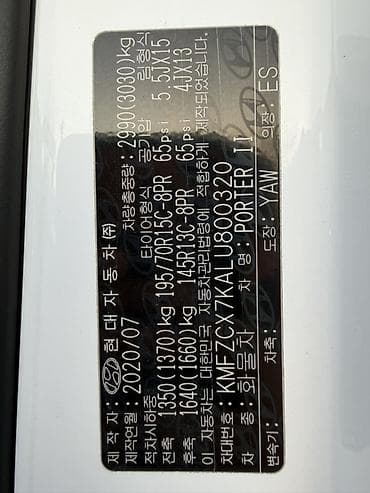 제 작 자: 현대자동차(주)
제작연월: 2020/07 차량총중량: 2990(3030)kg
적차시하중 타이어형식 공기압 림형식
전축 1350(1370)kg 195/70R15C-8PR 65psi 5.5JX15
후축 1640(1660)kg 145R13C-8PR 65psi 4JX13
이 자동차는 대한민국 자동차관리법령에 적합하게 제작되었습니다.
차대번호: KMFZCX7KALU800320
차 종: 화물차 차 명: PORTER II
변속기: 차축: 도장: YAW 의장: ES